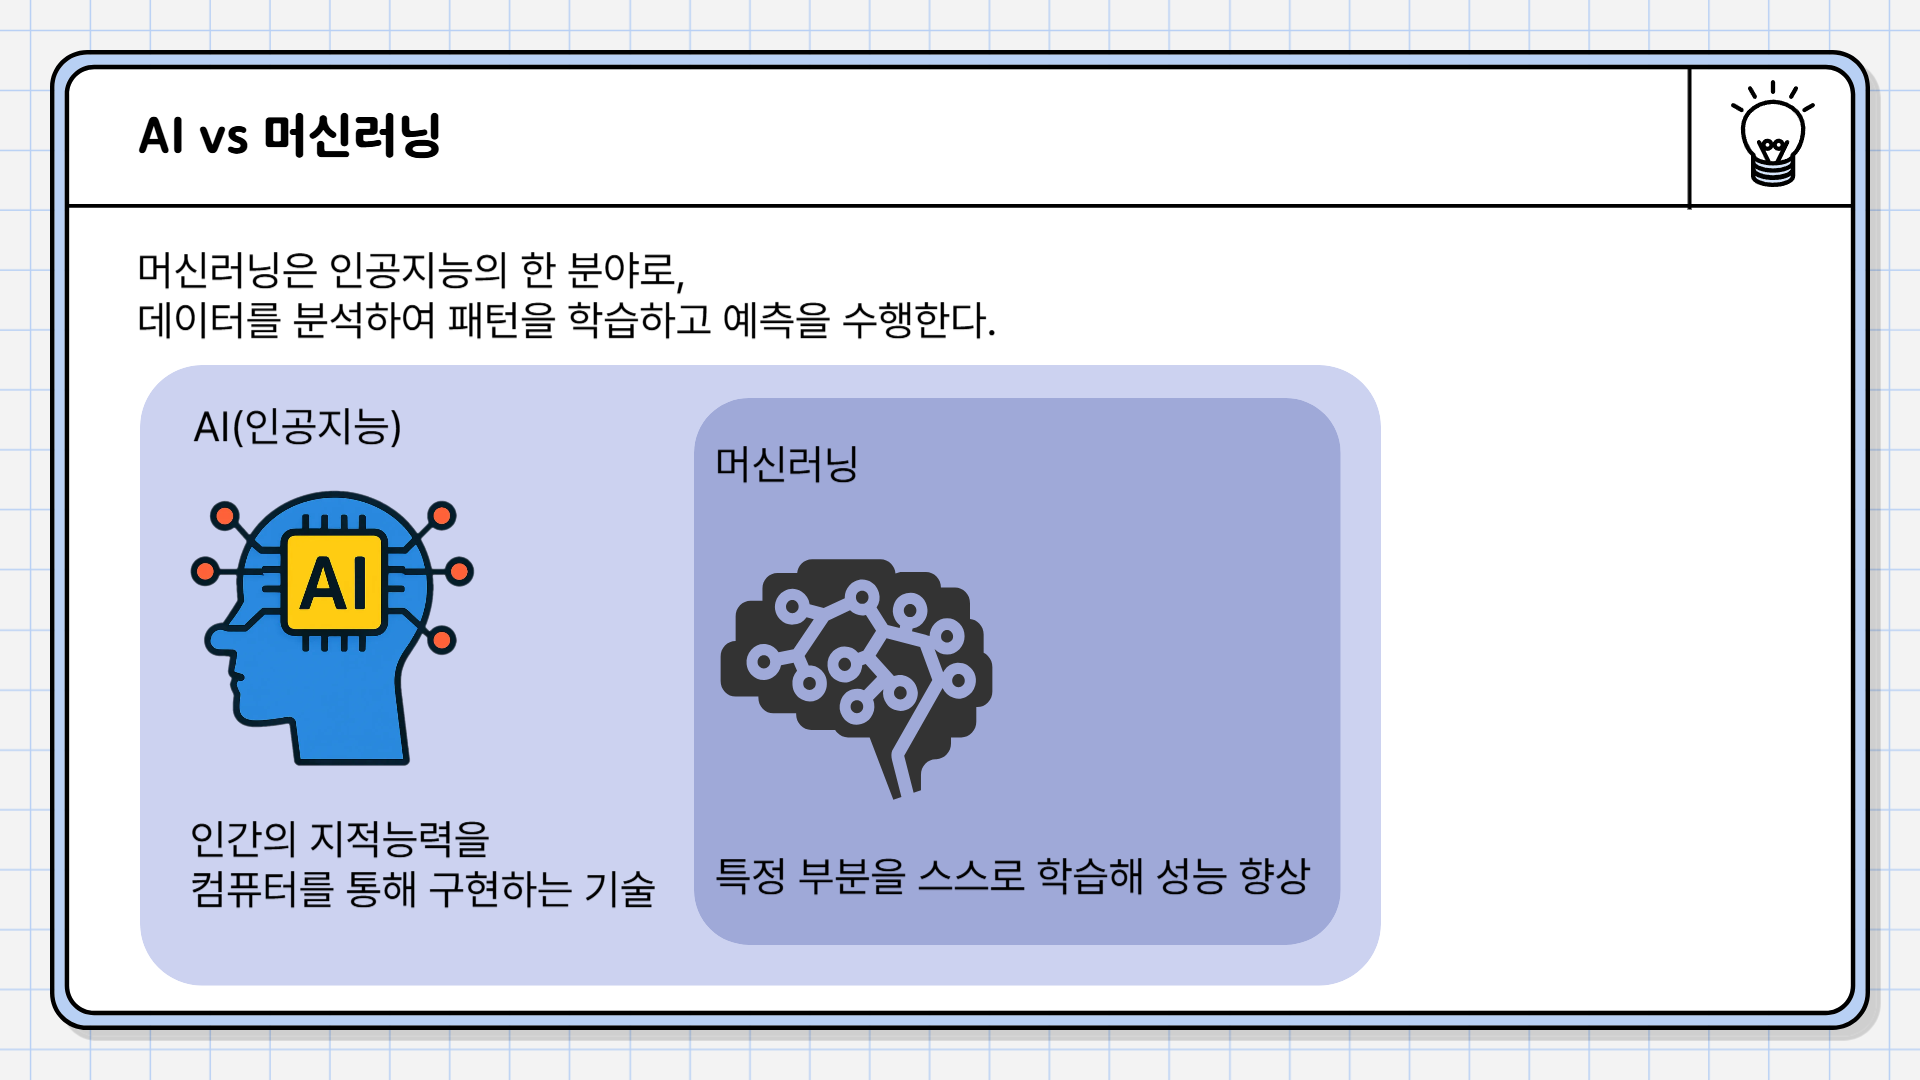 AI vs 머신러닝
머신러닝은 인공지능의 한 분야로,
데이터를 분석하여 패턴을 학습하고 예측을 수행한다.
AI(인공지능)
AI
인간의 지적능력을
컴퓨터를 통해 구현하는 기술
머신러닝
특정 부분을 스스로 학습해 성능 향상